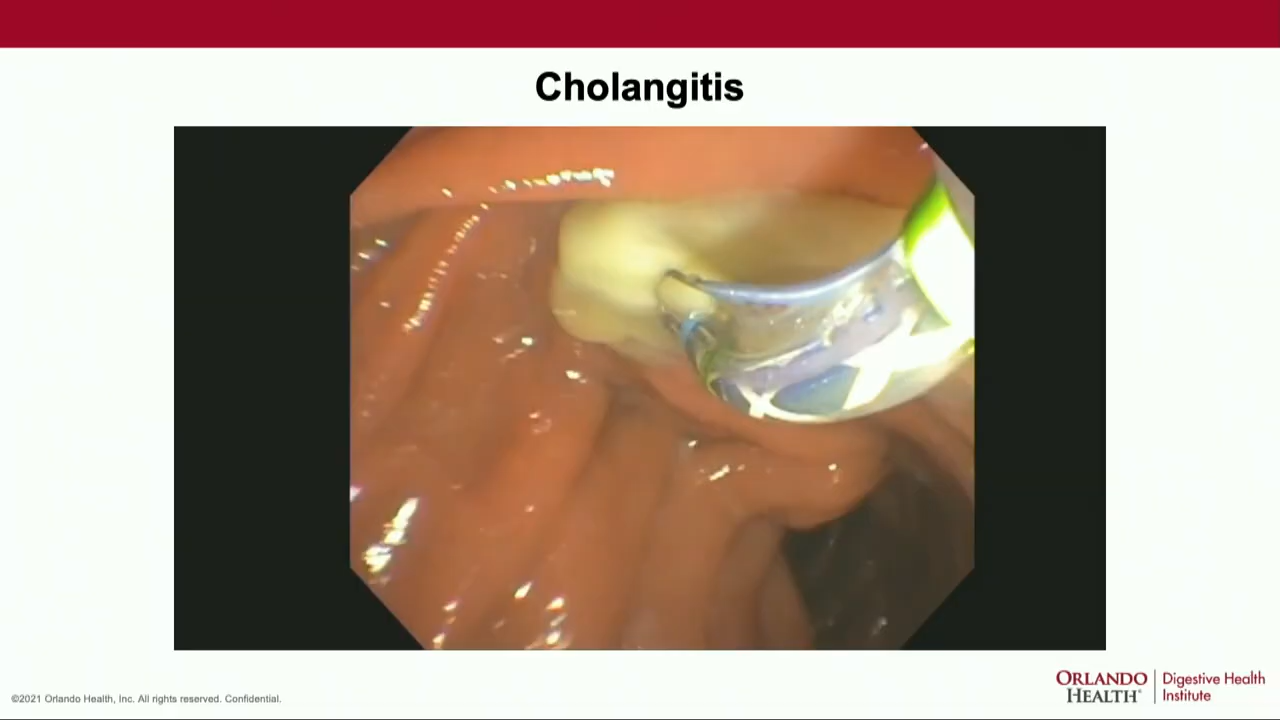 Cholangitis
©2021 Orlando Health, Inc. All rights reserved. Confidential.
ORLANDO HEALTH®
Digestive Health
Institute